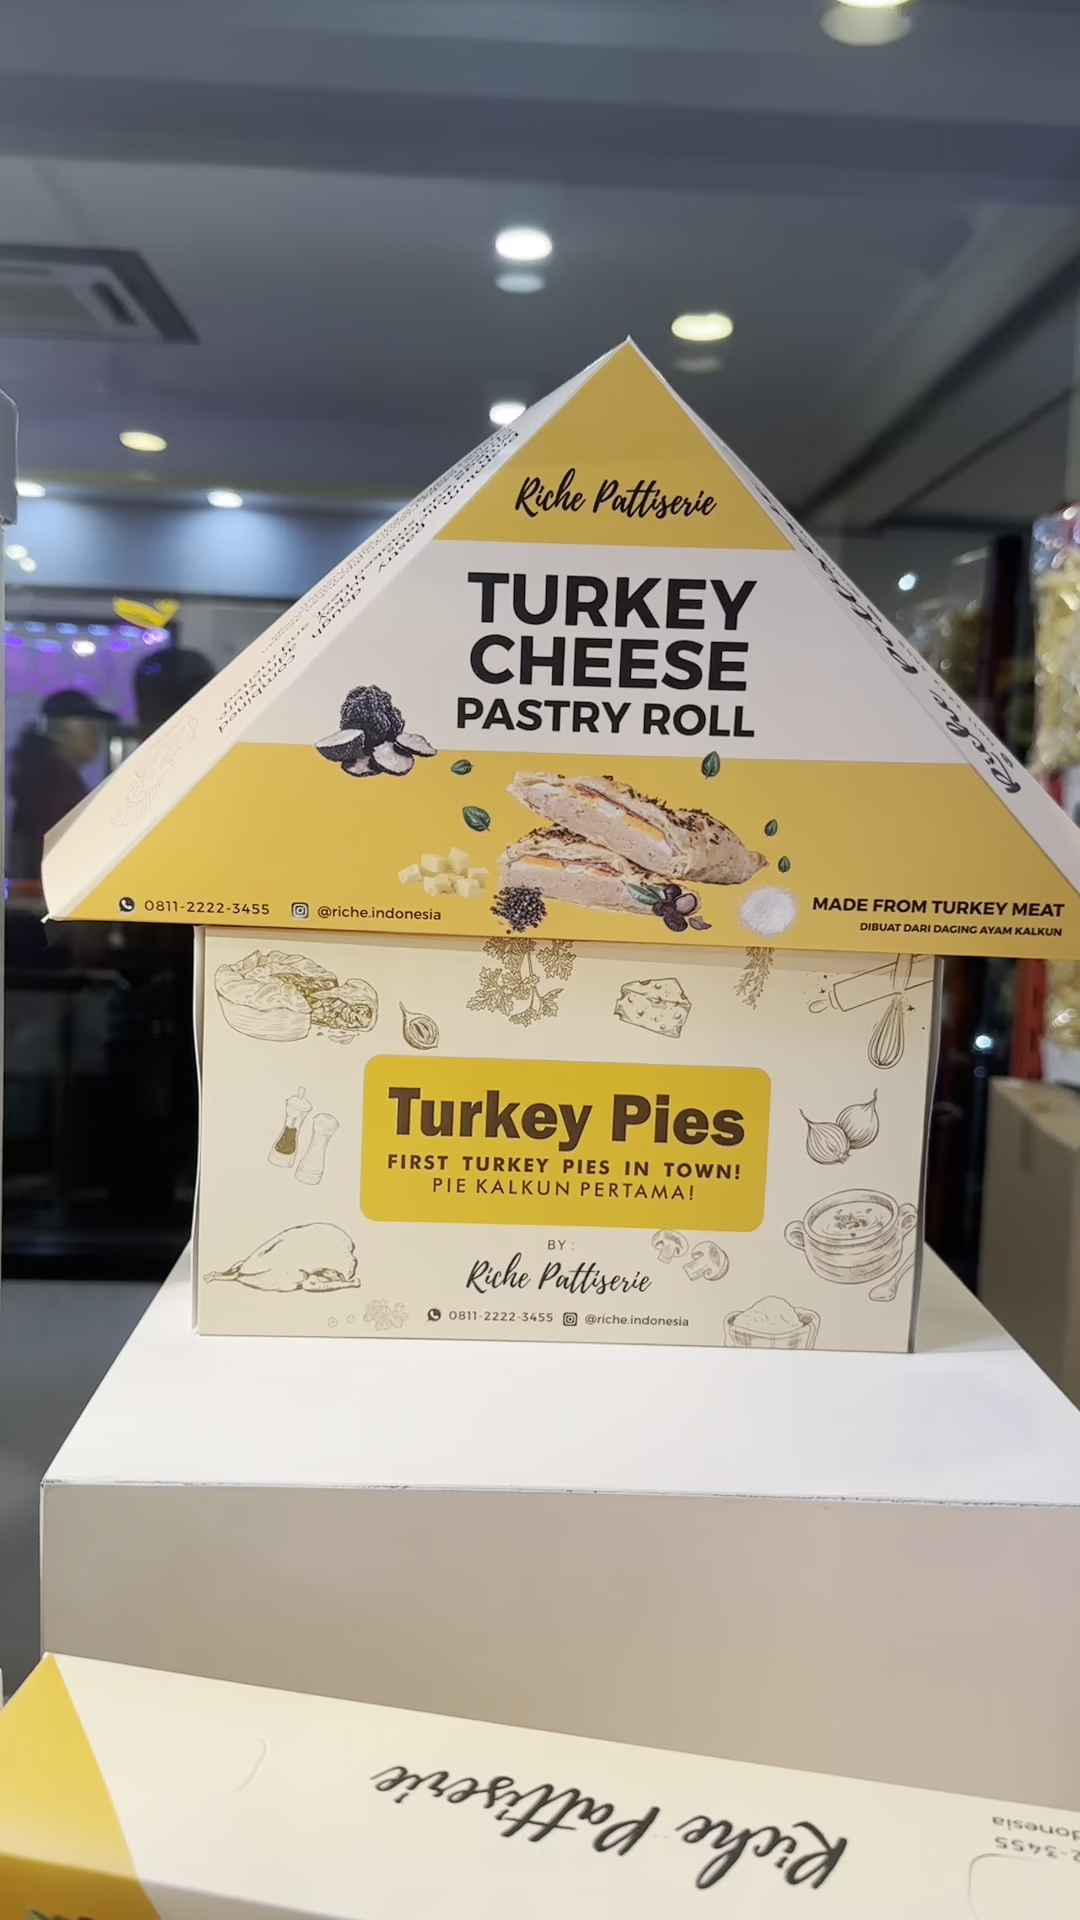 Riche Pattiserie
TURKEY
CHEESE
PASTRY ROLL
0811-2222-3455 @riche.indonesia
MADE FROM TURKEY MEAT
DIBUAT DARI DAGING AYAM KALKUN
Turkey Pies
FIRST TURKEY PIES IN TOWN!
PIE KALKUN PERTAMA!
BY :
Riche Pattiserie
0811-2222-3455 @riche.indonesia
Riche Pattiserie